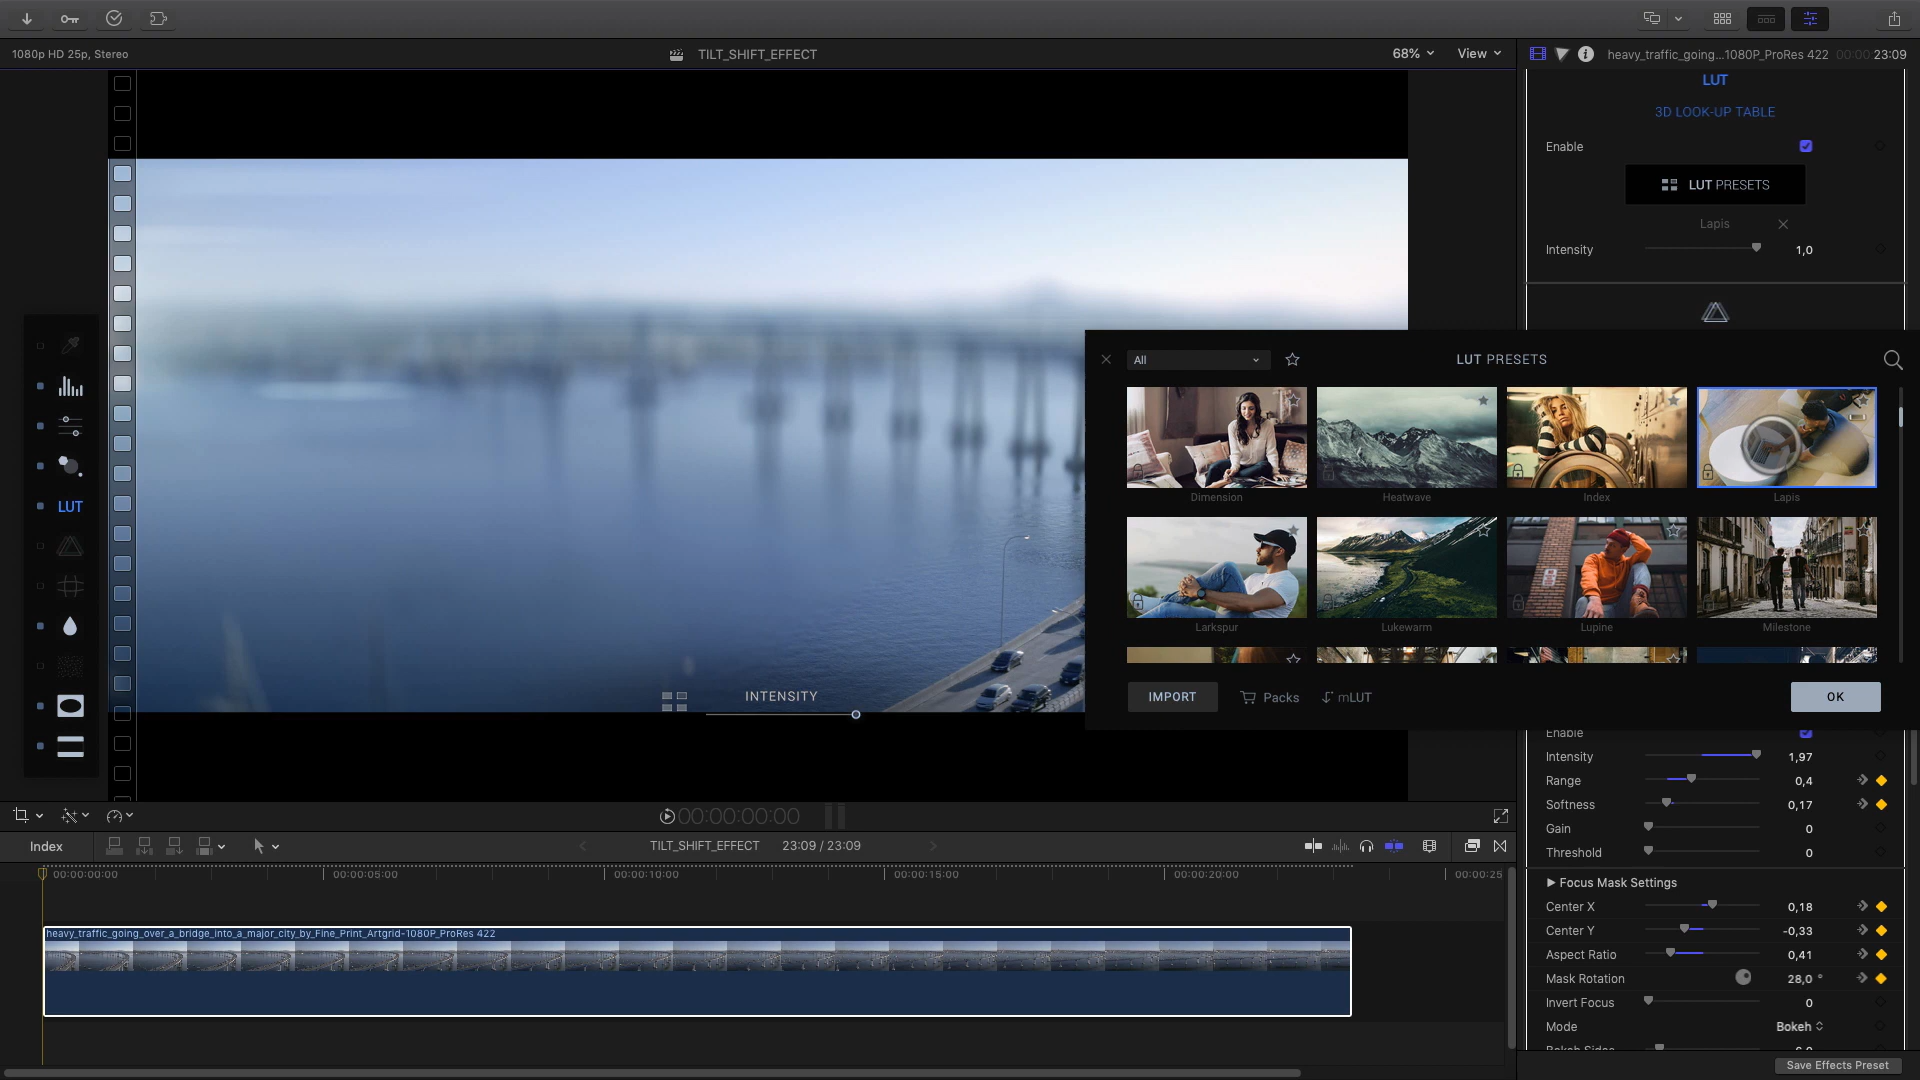 1080p HD 25p, Stereo
TILT_SHIFT_EFFECT
68%
View
heavy_traffic_going...1080P_ProRes 422
00:00:23:09
LUT
3D LOOK-UP TABLE
Enable
LUT PRESETS
Lapis
Intensity
1,0
All
LUT PRESETS
Dimension
Heatwave
Index
Lapis
Larkspur
Lukewarm
Lupine
Milestone
IMPORT
Packs
mLUT
OK
LUT
INTENSITY
Enable
Intensity
1,97
Range
0,4
Softness
0,17
Gain
0
Threshold
0
Focus Mask Settings
Center X
0,18
Center Y
-0,33
Aspect Ratio
0,41
Mask Rotation
28,0 °
Invert Focus
0
Mode
Bokeh
Bokeh Sides
6,0
Save Effects Preset
00:00:00:00
Index
TILT_SHIFT_EFFECT
23:09 / 23:09
00:00:00:00
00:00:05:00
00:00:10:00
00:00:15:00
00:00:20:00
00:00:25
heavy_traffic_going_over_a_bridge_into_a_major_city_by_Fine_Print_Artgrid-1080P_ProRes 422